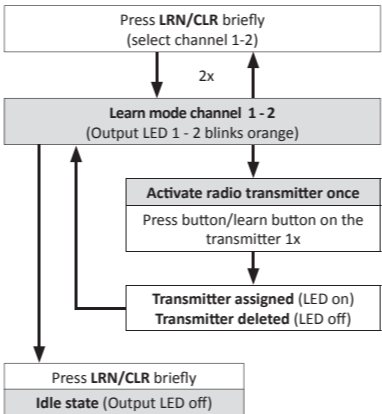 Press LRN/CLR briefly
(select channel 1-2)
2x
Learn mode channel 1 - 2
(Output LED 1 - 2 blinks orange)
Activate radio transmitter once
Press button/learn button on the
transmitter 1x
Transmitter assigned (LED on)
Transmitter deleted (LED off)
Press LRN/CLR briefly
Idle state (Output LED off)